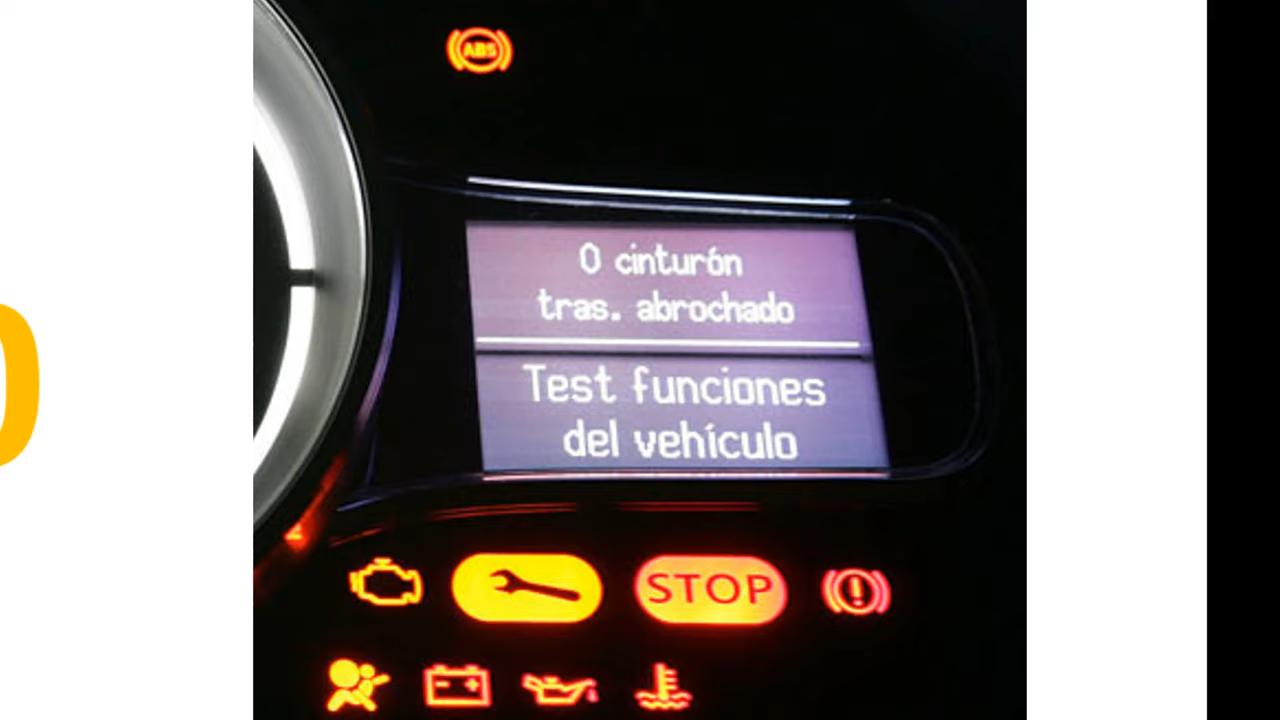 ABS
0 cinturón
tras. abrochado
Test funciones
del vehículo
STOP